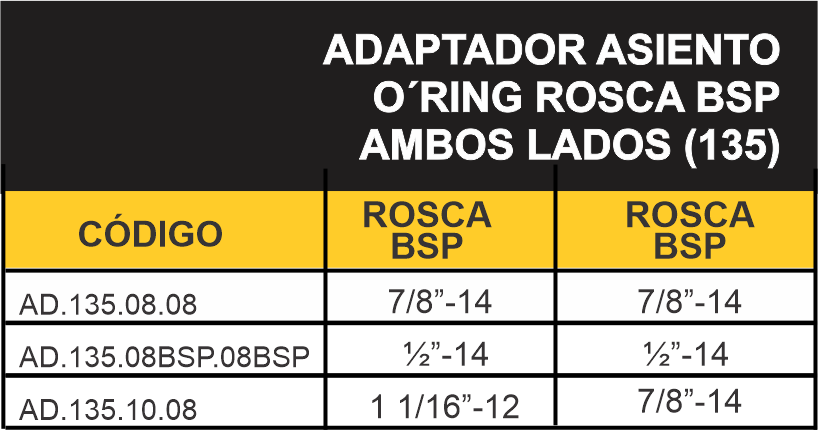 ADAPTADOR ASIENTO
O´RING ROSCA BSP
AMBOS LADOS (135)
CÓDIGO ROSCA BSP ROSCA BSP
AD.135.08.08 7/8”-14 7/8”-14
AD.135.08BSP.08BSP ½”-14 ½”-14
AD.135.10.08 1 1/16”-12 7/8”-14